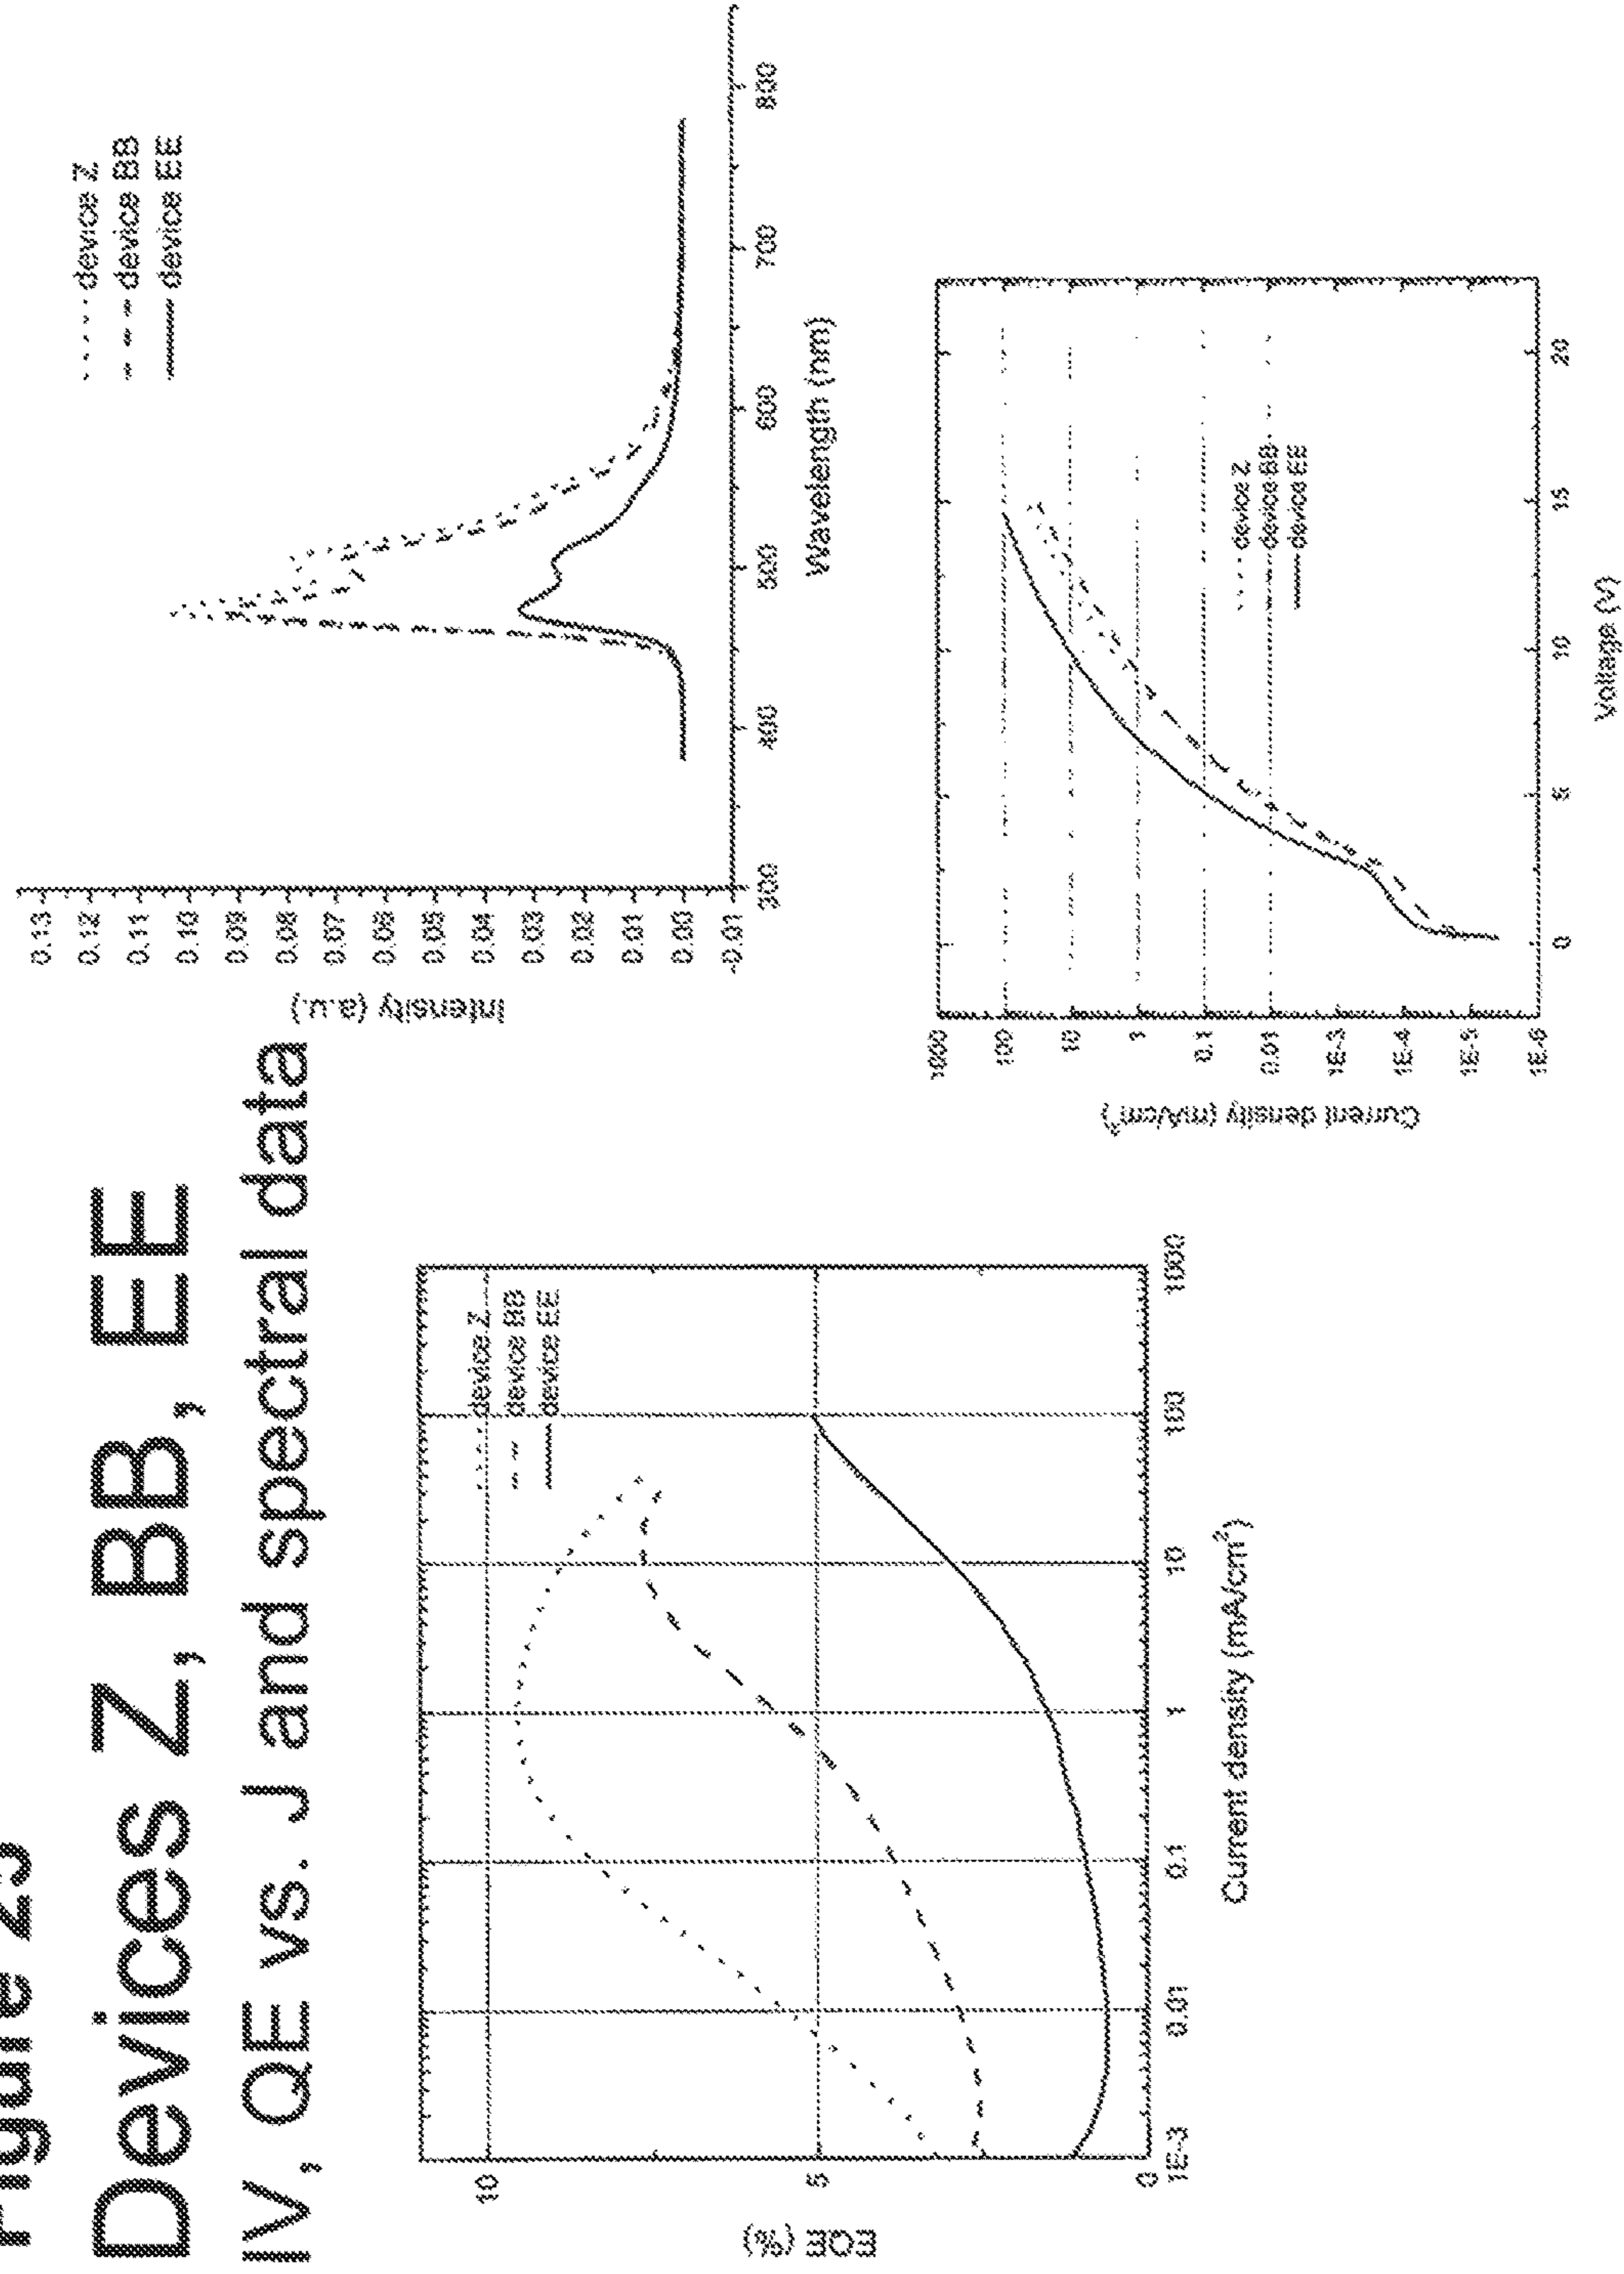 Figure 25
Devices Z, BB, EE
IV, QE vs. J and spectral data
EQE (%)
10
5
0
1E-3
0.01
0.1
1
10
100
1000
Current density (mA/cm²)
device Z
device BB
device EE
Intensity (a.u.)
0.13
0.12
0.11
0.10
0.09
0.08
0.07
0.06
0.05
0.04
0.03
0.02
0.01
0.00
-0.01
300
400
500
600
700
800
Wavelength (nm)
device Z
device BB
device EE
Current density (mA/cm²)
1000
100
10
1
0.1
0.01
1E-3
1E-4
1E-5
1E-6
0
5
10
15
20
Voltage (V)
device Z
device BB
device EE